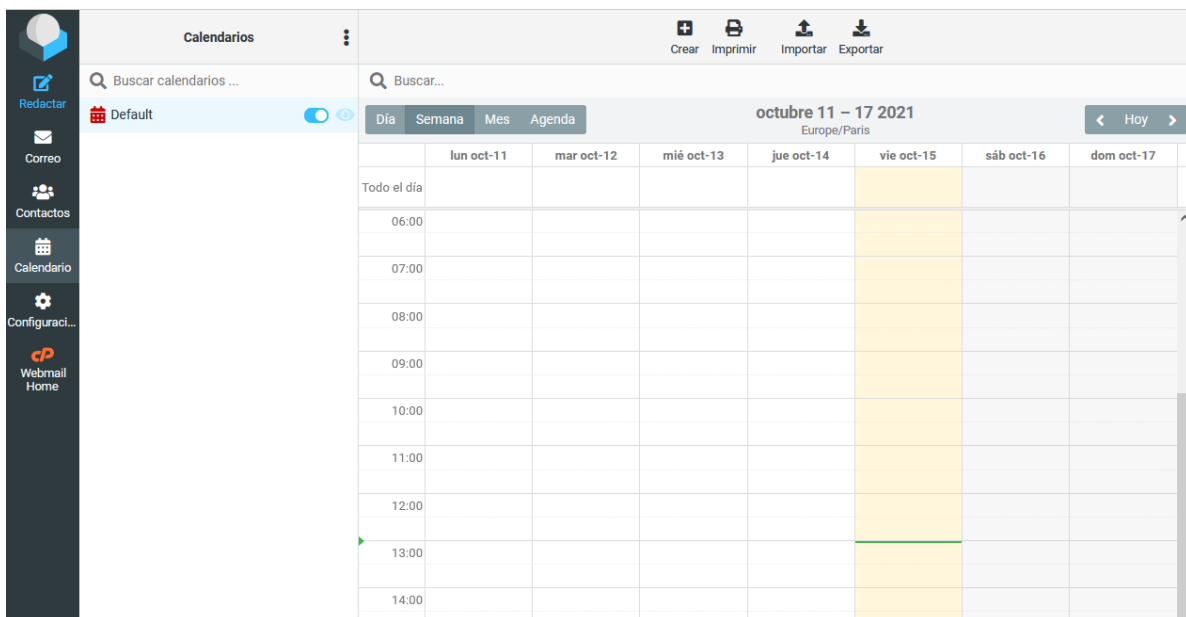 Calendarios
Crear Imprimir Importar Exportar
Redactar
Correo
Contactos
Calendario
Configuraci...
cP
Webmail
Home
Buscar calendarios ...
Default
Buscar...
Día Semana Mes Agenda
octubre 11 – 17 2021
Europe/Paris
Hoy
lun oct-11 mar oct-12 mié oct-13 jue oct-14 vie oct-15 sáb oct-16 dom oct-17
Todo el día
06:00
07:00
08:00
09:00
10:00
11:00
12:00
13:00
14:00